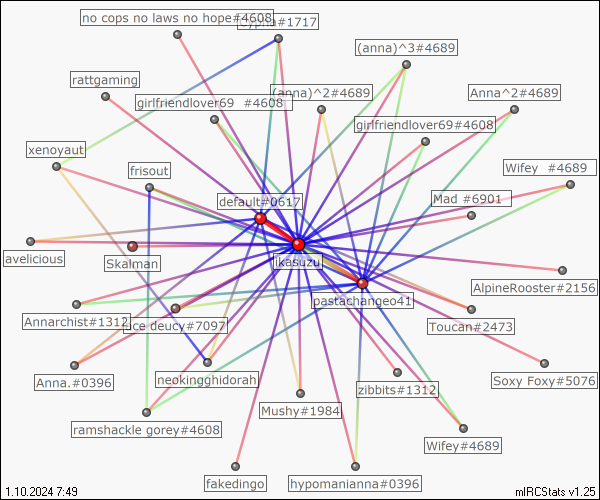 no cops no laws no hope#4608
Cypha#1717
(anna)^3#4689
rattgaming
(anna)^2#4689
Anna^2#4689
girlfriendlover69 #4608
girlfriendlover69#4608
xenoyaut
frisout
Wifey #4689
default#0617
Mad #6901
avelicious
Skalman
ikasuzu
AlpineRooster#2156
pastachangeo41
Annarchist#1312
uce deucy#7097
Toucan#2473
Anna.#0396
neokingghidorah
Soxy Foxy#5076
zibbits#1312
Mushy#1984
ramshackle gorey#4608
Wifey#4689
fakedingo
hypomanianna#0396
1.10.2024 7:49
mIRCStats v1.25